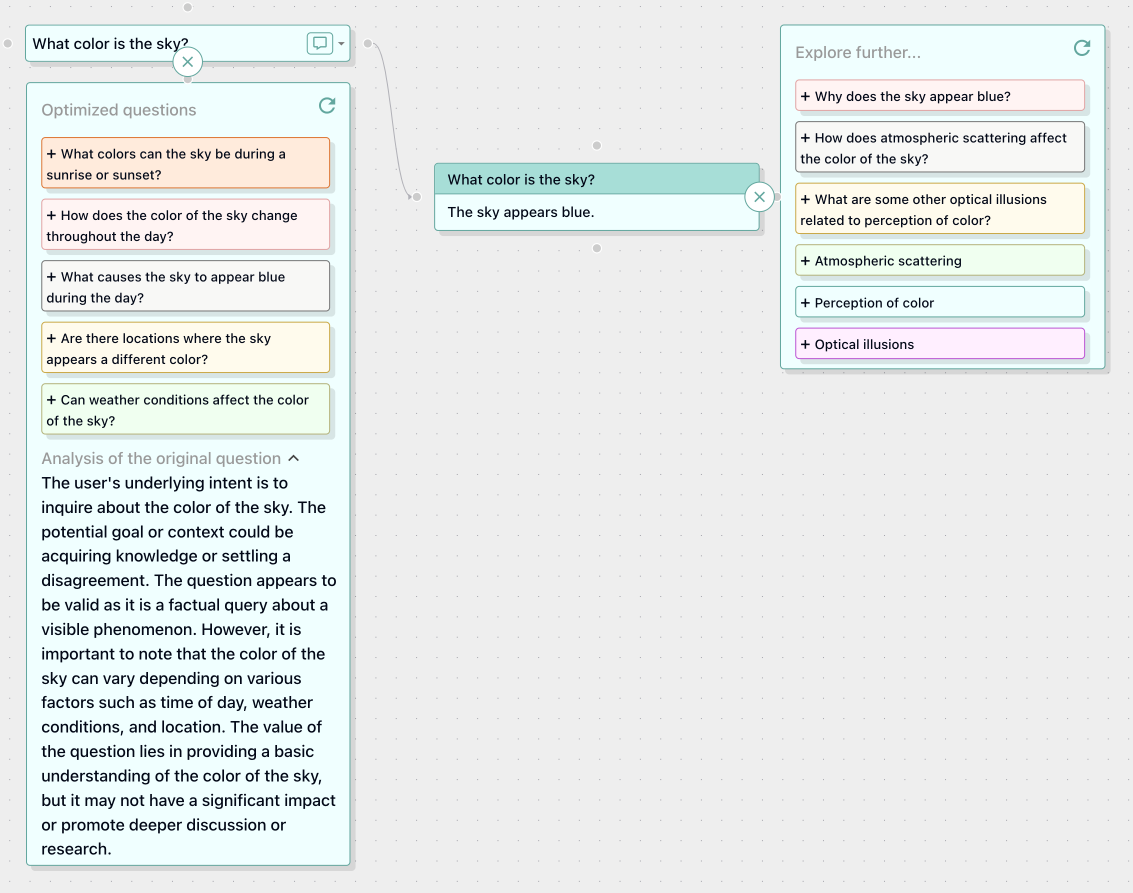 What color is the sky?
Optimized questions
+ What colors can the sky be during a
sunrise or sunset?
+ How does the color of the sky change
throughout the day?
+ What causes the sky to appear blue
during the day?
+ Are there locations where the sky
appears a different color?
+ Can weather conditions affect the color
of the sky?
Analysis of the original question
The user's underlying intent is to
inquire about the color of the sky. The
potential goal or context could be
acquiring knowledge or settling a
disagreement. The question appears to
be valid as it is a factual query about a
visible phenomenon. However, it is
important to note that the color of the
sky can vary depending on various
factors such as time of day, weather
conditions, and location. The value of
the question lies in providing a basic
understanding of the color of the sky,
but it may not have a significant impact
or promote deeper discussion or
research.
What color is the sky?
The sky appears blue.
Explore further...
+ Why does the sky appear blue?
+ How does atmospheric scattering affect
the color of the sky?
+ What are some other optical illusions
related to perception of color?
+ Atmospheric scattering
+ Perception of color
+ Optical illusions